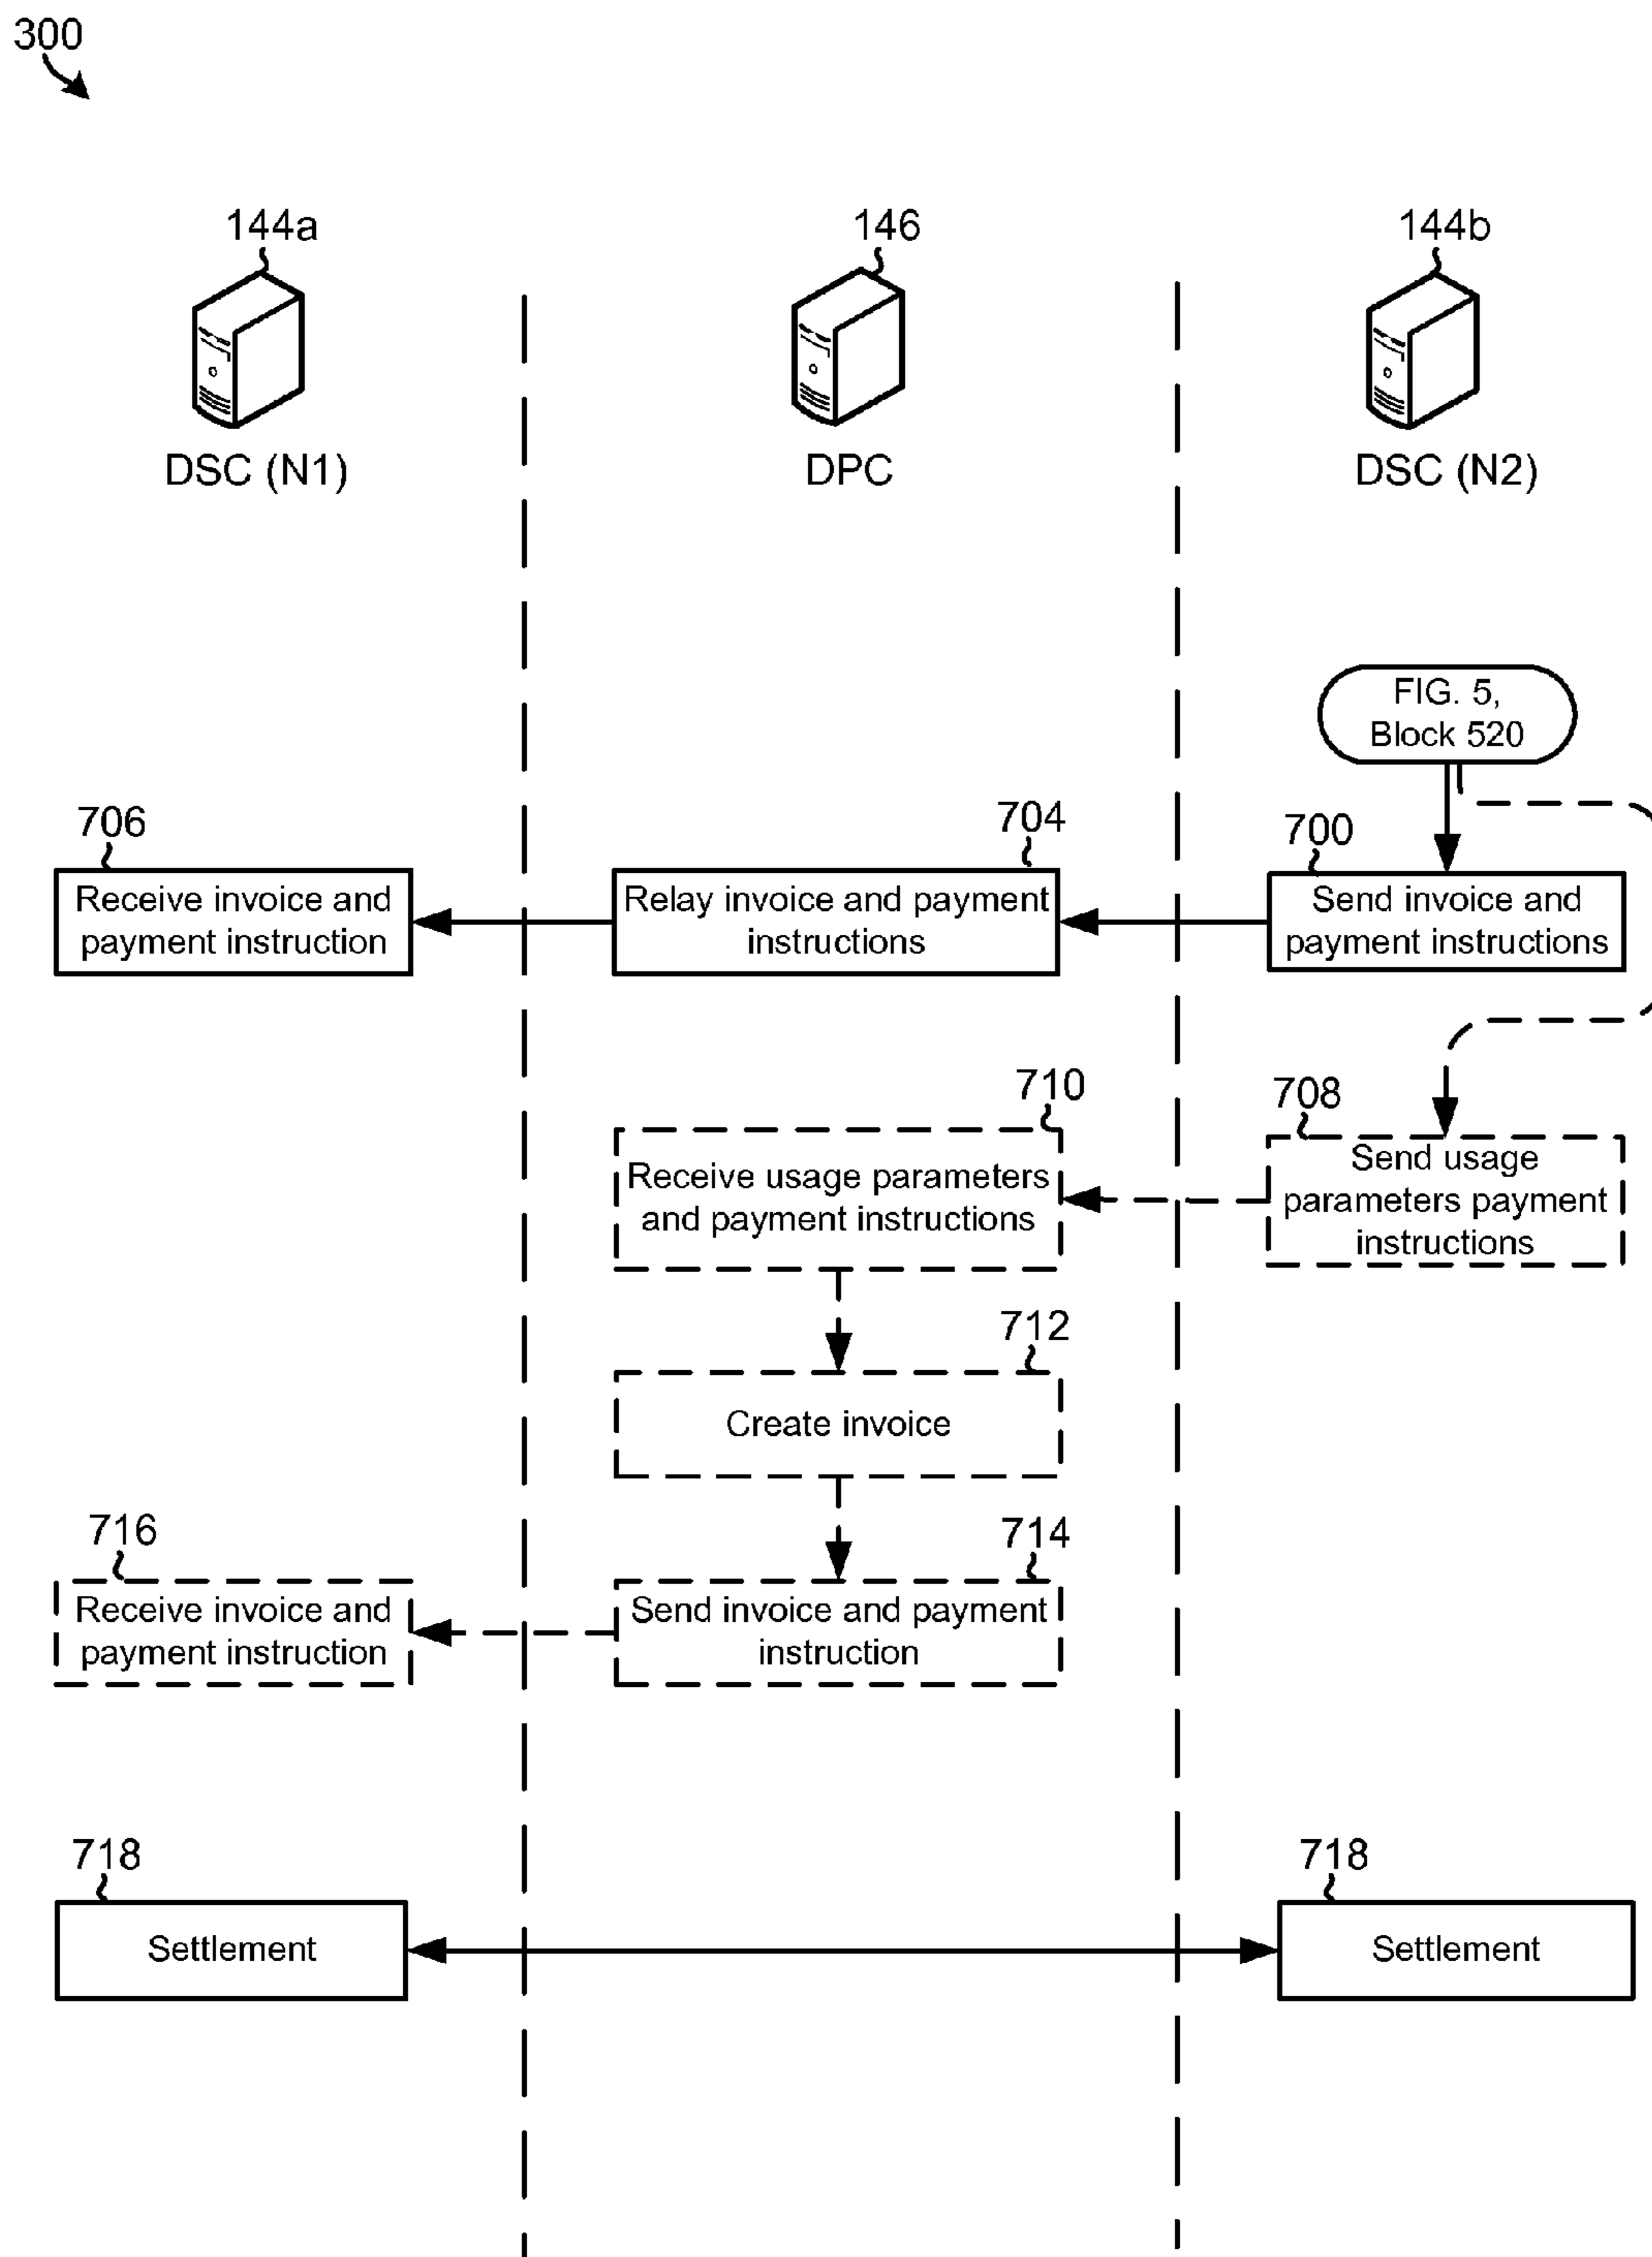 300
144a
146
144b
DSC (N1)
DPC
DSC (N2)
FIG. 5,
Block 520
706
704
700
Receive invoice and
payment instruction
Relay invoice and payment
instructions
Send invoice and
payment instructions
710
708
Receive usage parameters
and payment instructions
Send usage
parameters payment
instructions
712
Create invoice
716
714
Receive invoice and
payment instruction
Send invoice and payment
instruction
718
718
Settlement
Settlement